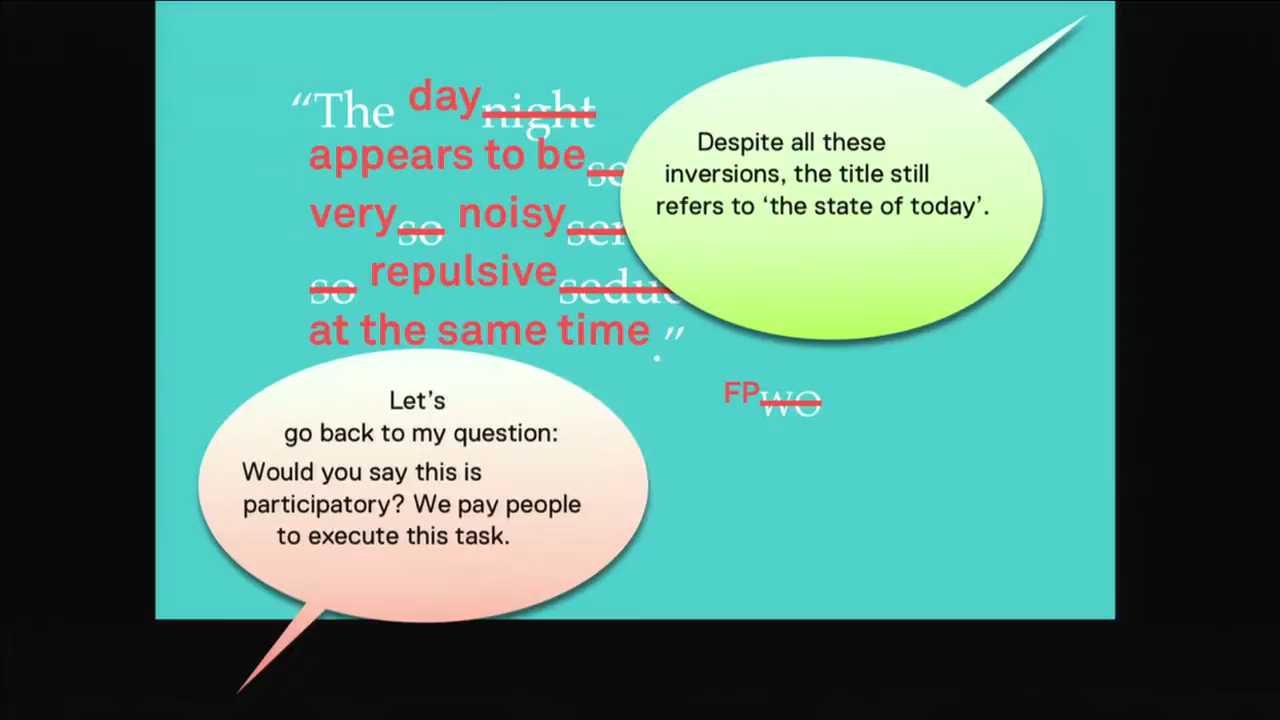 “The day night
appears to be
very so noisy
so repulsive
at the same time.”
FP WO
Despite all these
inversions, the title still
refers to ‘the state of today’.
Let’s
go back to my question:
Would you say this is
participatory? We pay people
to execute this task.